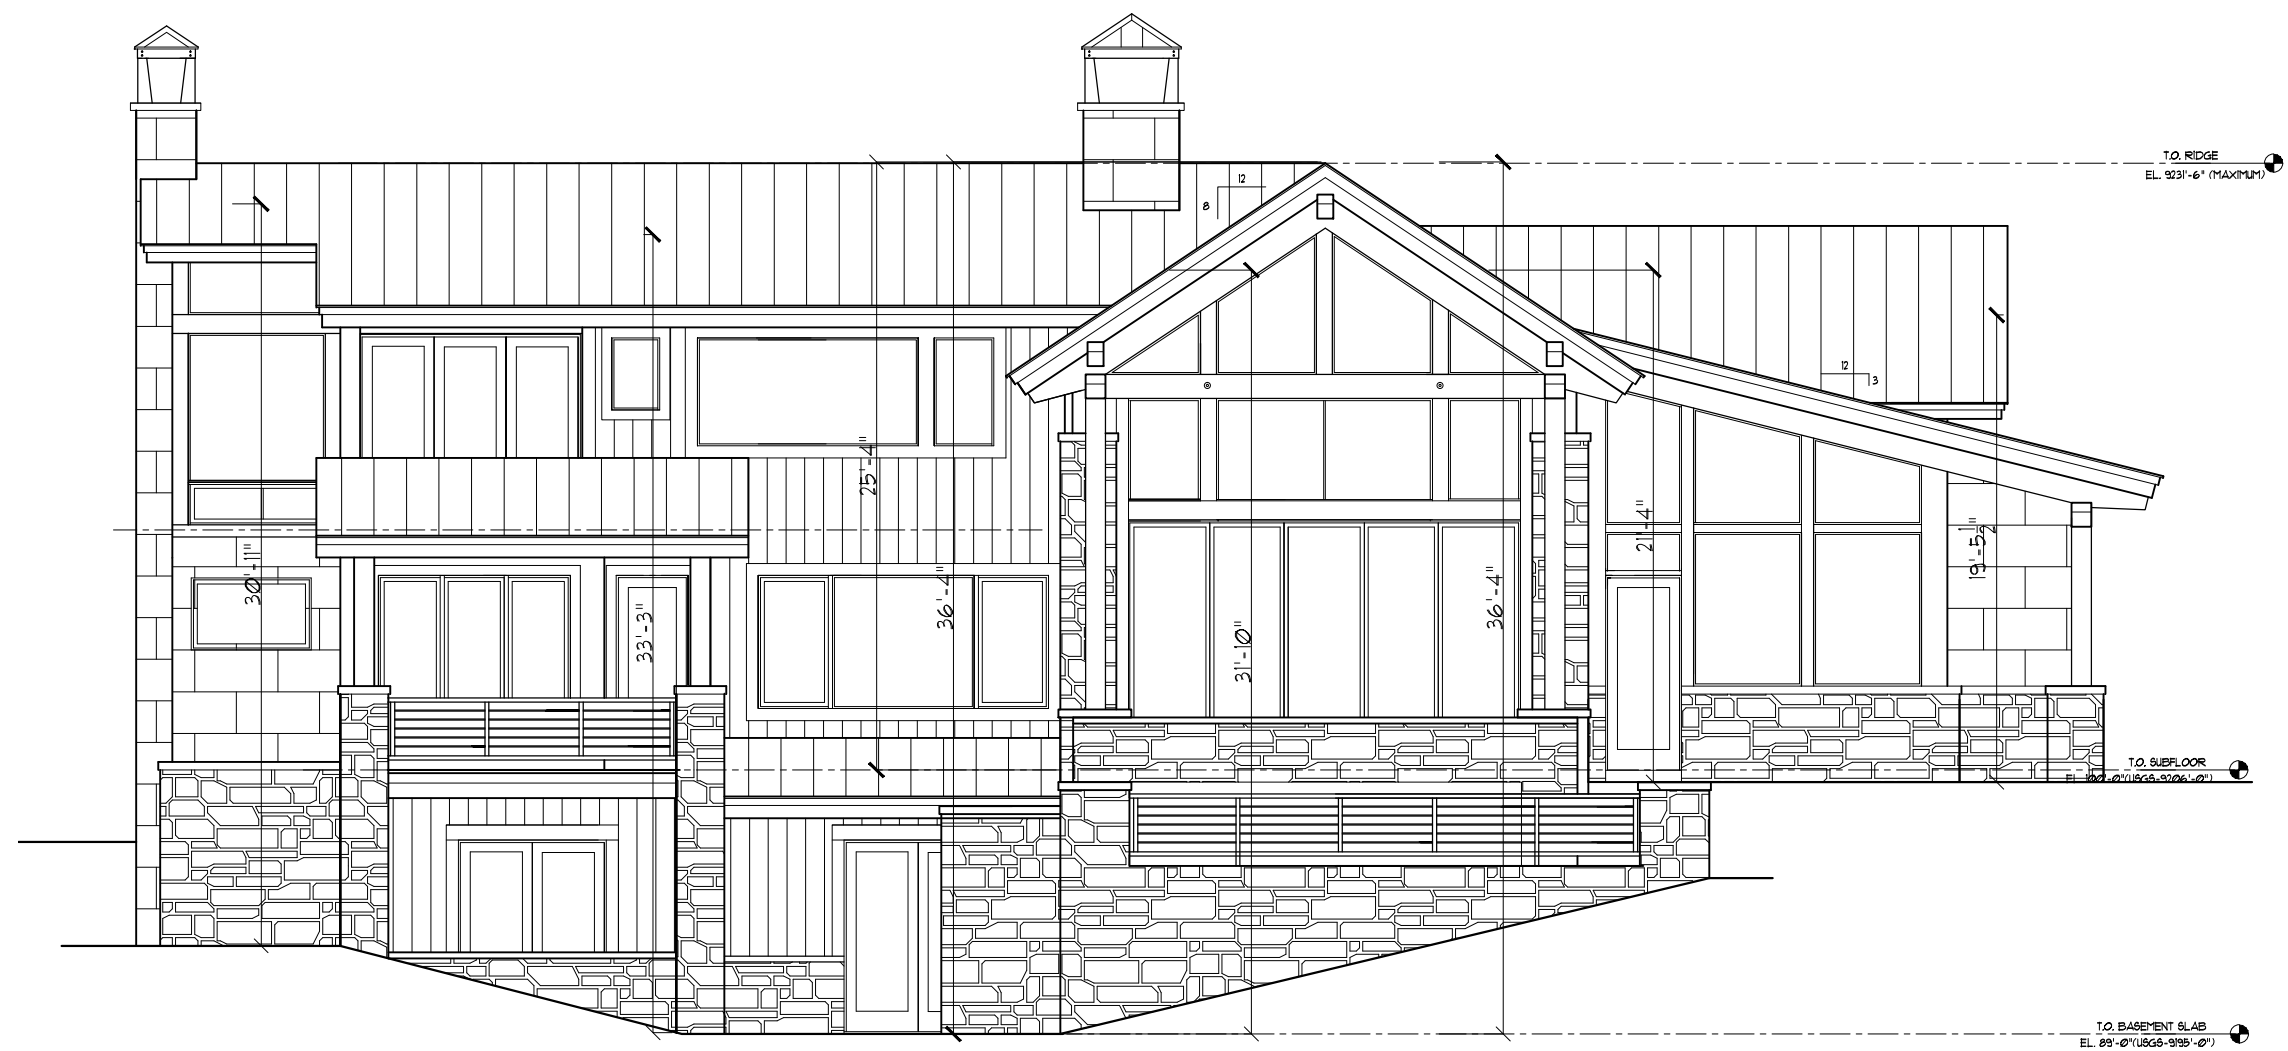 T.O. RIDGE
EL. 9231'-6" (MAXIMUM)
12
8
12
3
25'-4"
30'-11"
33'-3"
36'-4"
31'-10"
36'-4"
21'-4"
19'-5 1/2"
T.O. SUBFLOOR
EL. 100'-0"(USGS-9206'-0")
T.O. BASEMENT SLAB
EL. 89'-0"(USGS-9195'-0")